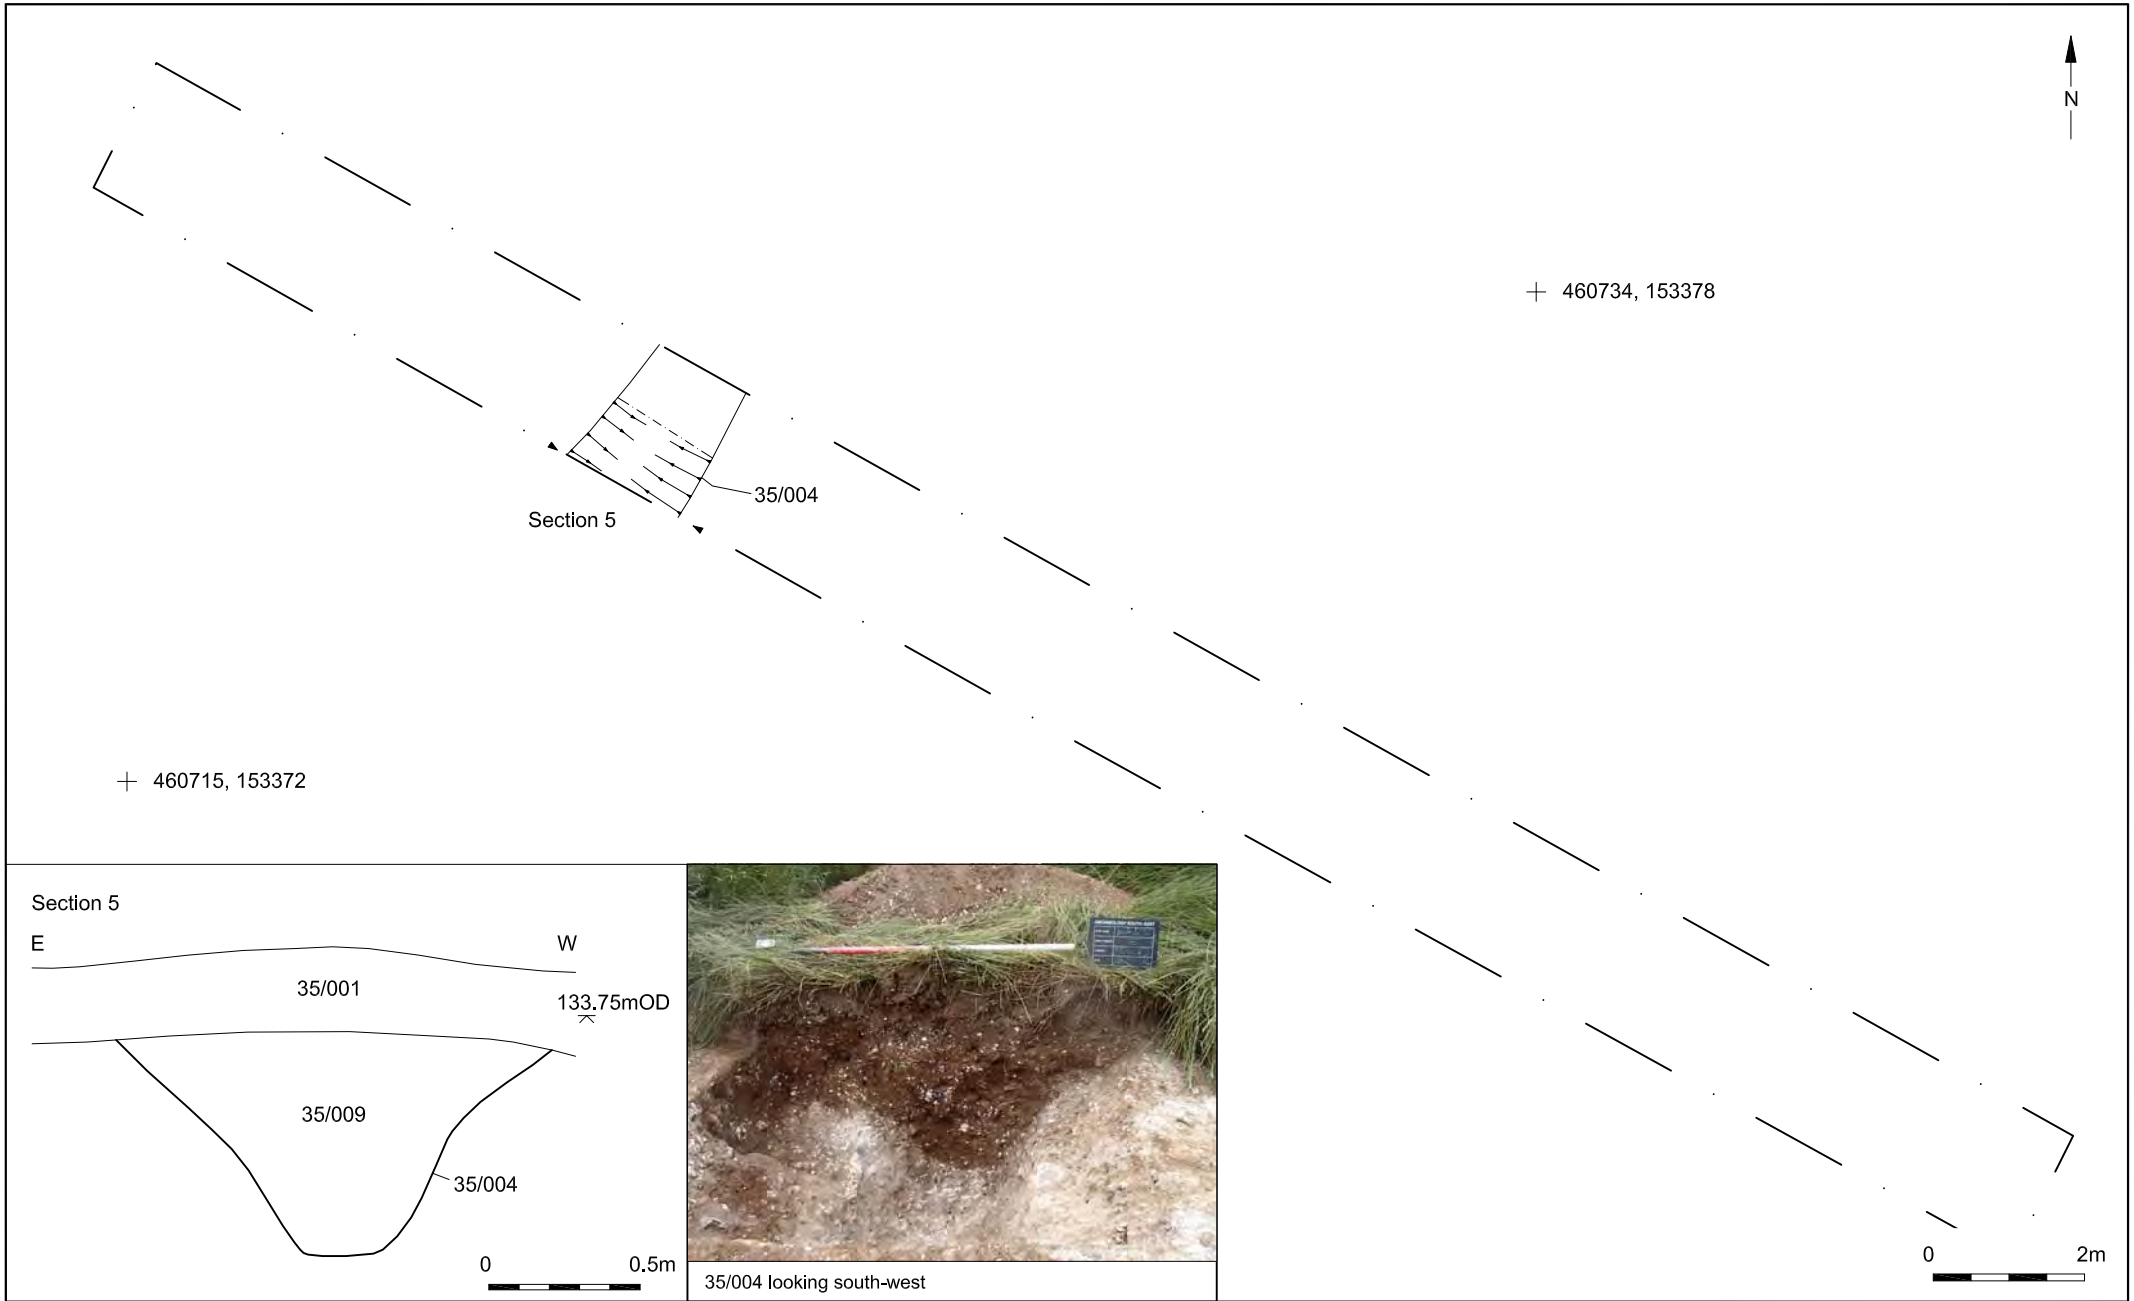 N
460734, 153378
35/004
Section 5
460715, 153372
Section 5
E
W
35/001
133.75mOD
35/009
35/004
0
0.5m
35/004 looking south-west
0
2m